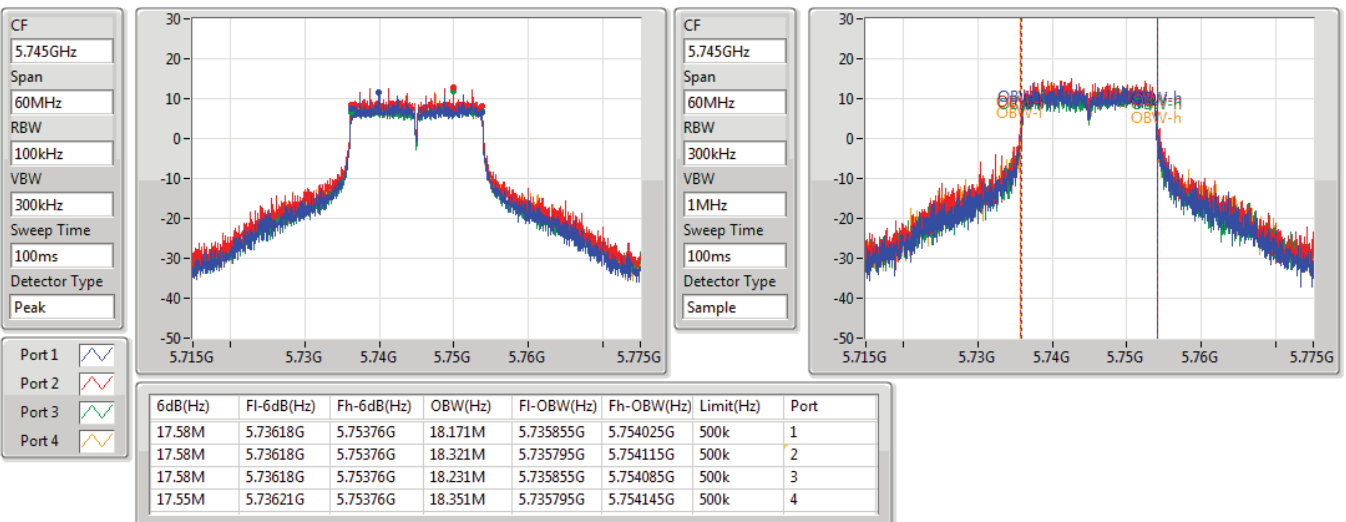 CF
5.745GHz
Span
60MHz
RBW
100kHz
VBW
300kHz
Sweep Time
100ms
Detector Type
Peak
30
20
10
0
-10
-20
-30
-40
-50
5.715G 5.73G 5.74G 5.75G 5.76G 5.775G
CF
5.745GHz
Span
60MHz
RBW
300kHz
VBW
1MHz
Sweep Time
100ms
Detector Type
Sample
30
20
10
0
-10
-20
-30
-40
-50
OBW-h
OBW-h
5.715G 5.73G 5.74G 5.75G 5.76G 5.775G
Port 1
Port 2
Port 3
Port 4
6dB(Hz) Fl-6dB(Hz) Fh-6dB(Hz) OBW(Hz) Fl-OBW(Hz) Fh-OBW(Hz) Limit(Hz) Port
17.58M 5.73618G 5.75376G 18.171M 5.735855G 5.754025G 500k 1
17.58M 5.73618G 5.75376G 18.321M 5.735795G 5.754115G 500k 2
17.58M 5.73618G 5.75376G 18.231M 5.735855G 5.754085G 500k 3
17.55M 5.73621G 5.75376G 18.351M 5.735795G 5.754145G 500k 4